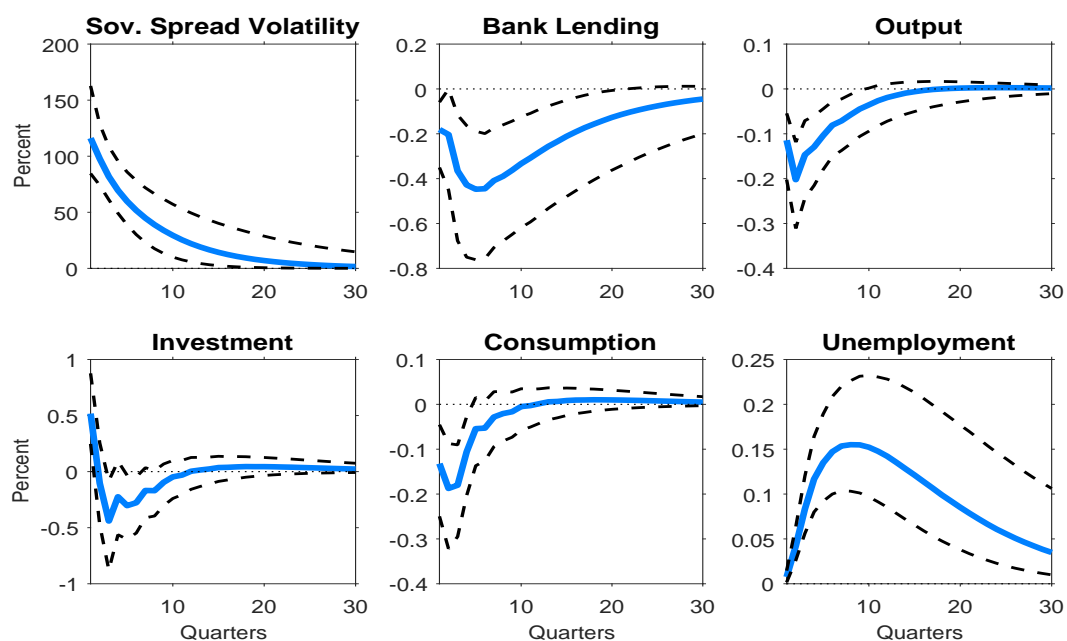 Sov. Spread Volatility
Bank Lending
Output
Percent
200
150
100
50
0
10 20 30
0.2
0
-0.2
-0.4
-0.6
-0.8
10 20 30
0.1
0
-0.1
-0.2
-0.3
-0.4
10 20 30
Investment
Consumption
Unemployment
Percent
1
0.5
0
-0.5
-1
10 20 30
Quarters
0.1
0
-0.1
-0.2
-0.3
-0.4
10 20 30
Quarters
0.25
0.2
0.15
0.1
0.05
0
10 20 30
Quarters